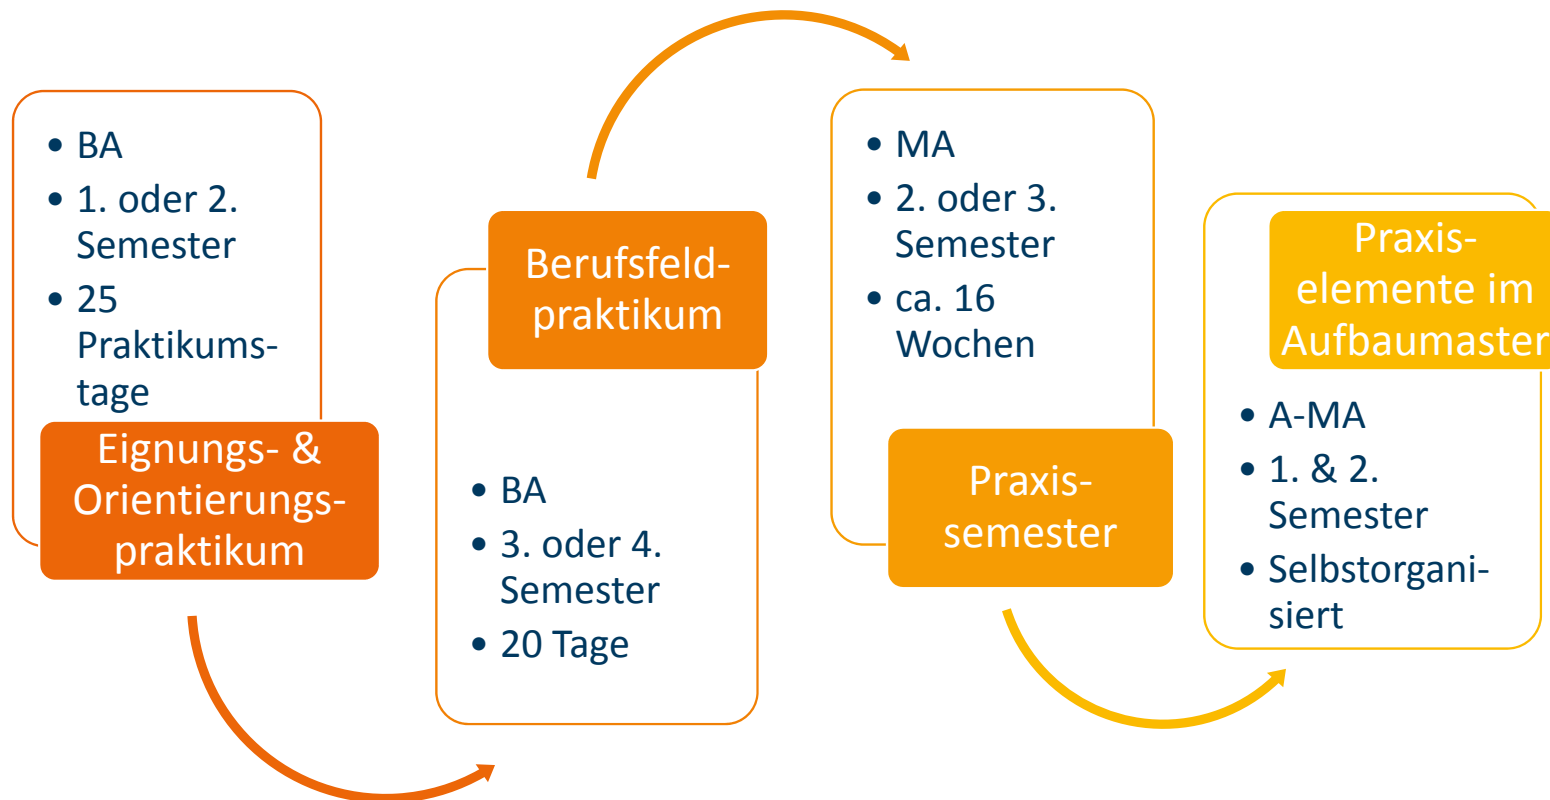 • BA
• 1. oder 2.
Semester
• 25
Praktikums-
tage
Eignungs- &
Orientierungs-
praktikum
Berufsfeld-
praktikum
• BA
• 3. oder 4.
Semester
• 20 Tage
• MA
• 2. oder 3.
Semester
• ca. 16
Wochen
Praxis-
semester
Praxis-
elemente im
Aufbaumaster
• A-MA
• 1. & 2.
Semester
• Selbstorgani-
siert